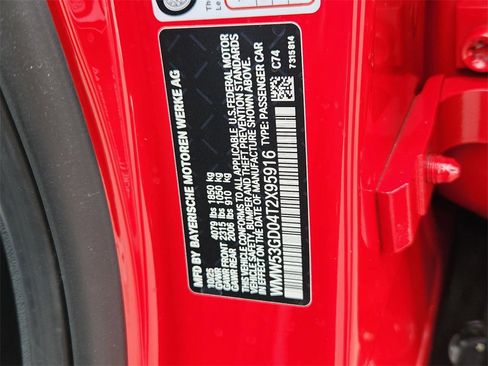 MFD BY BAYERISCHE MOTOREN WERKE AG
10/25
GVWR 4079 lbs 1850 kg
GAWR FRONT 2315 lbs 1050 kg
GAWR REAR 2006 lbs 910 kg
THIS VEHICLE CONFORMS TO ALL APPLICABLE U.S. FEDERAL MOTOR
VEHICLE SAFETY, BUMPER, AND THEFT PREVENTION STANDARDS
IN EFFECT ON THE DATE OF MANUFACTURE SHOWN ABOVE.
WMW53GD04T2X95916 TYPE: PASSENGER CAR
C74
7315814